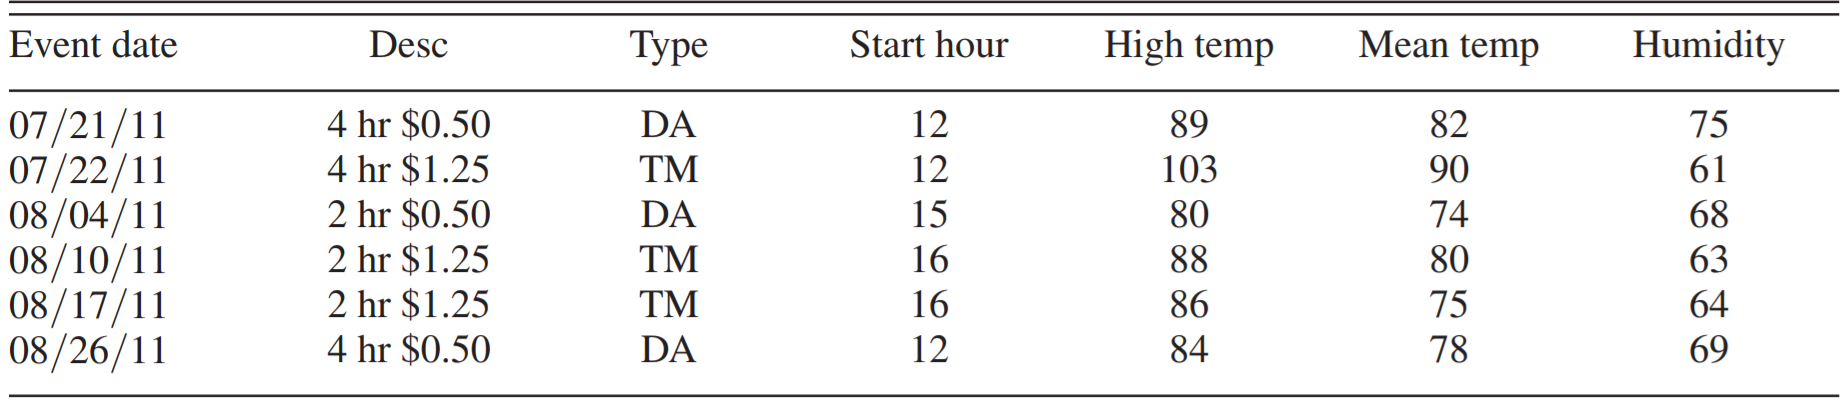 Event date Desc Type Start hour High temp Mean temp Humidity
07/21/11 4 hr $0.50 DA 12 89 82 75
07/22/11 4 hr $1.25 TM 12 103 90 61
08/04/11 2 hr $0.50 DA 15 80 74 68
08/10/11 2 hr $1.25 TM 16 88 80 63
08/17/11 2 hr $1.25 TM 16 86 75 64
08/26/11 4 hr $0.50 DA 12 84 78 69